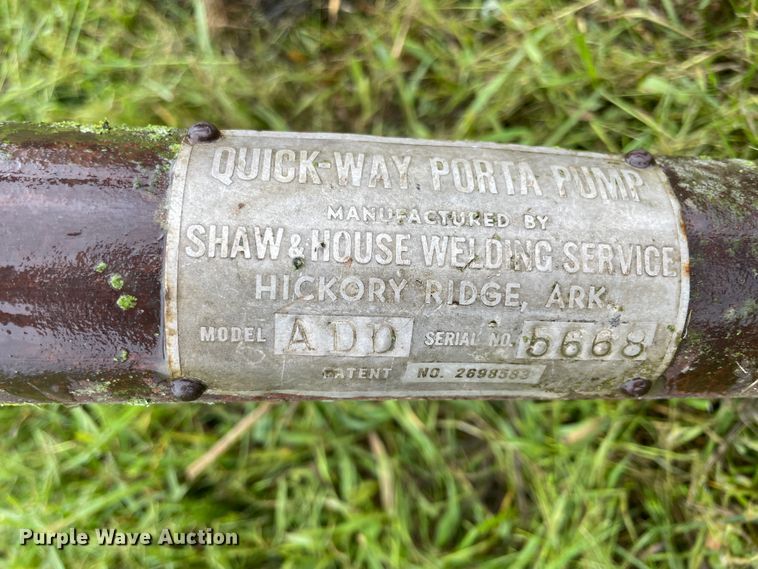 QUICK-WAY PORTA PUMP
MANUFACTURED BY
SHAW & HOUSE WELDING SERVICE
HICKORY RIDGE, ARK.
MODEL ADD SERIAL NO. 5668
PATENT NO. 2698583
Purple Wave Auction